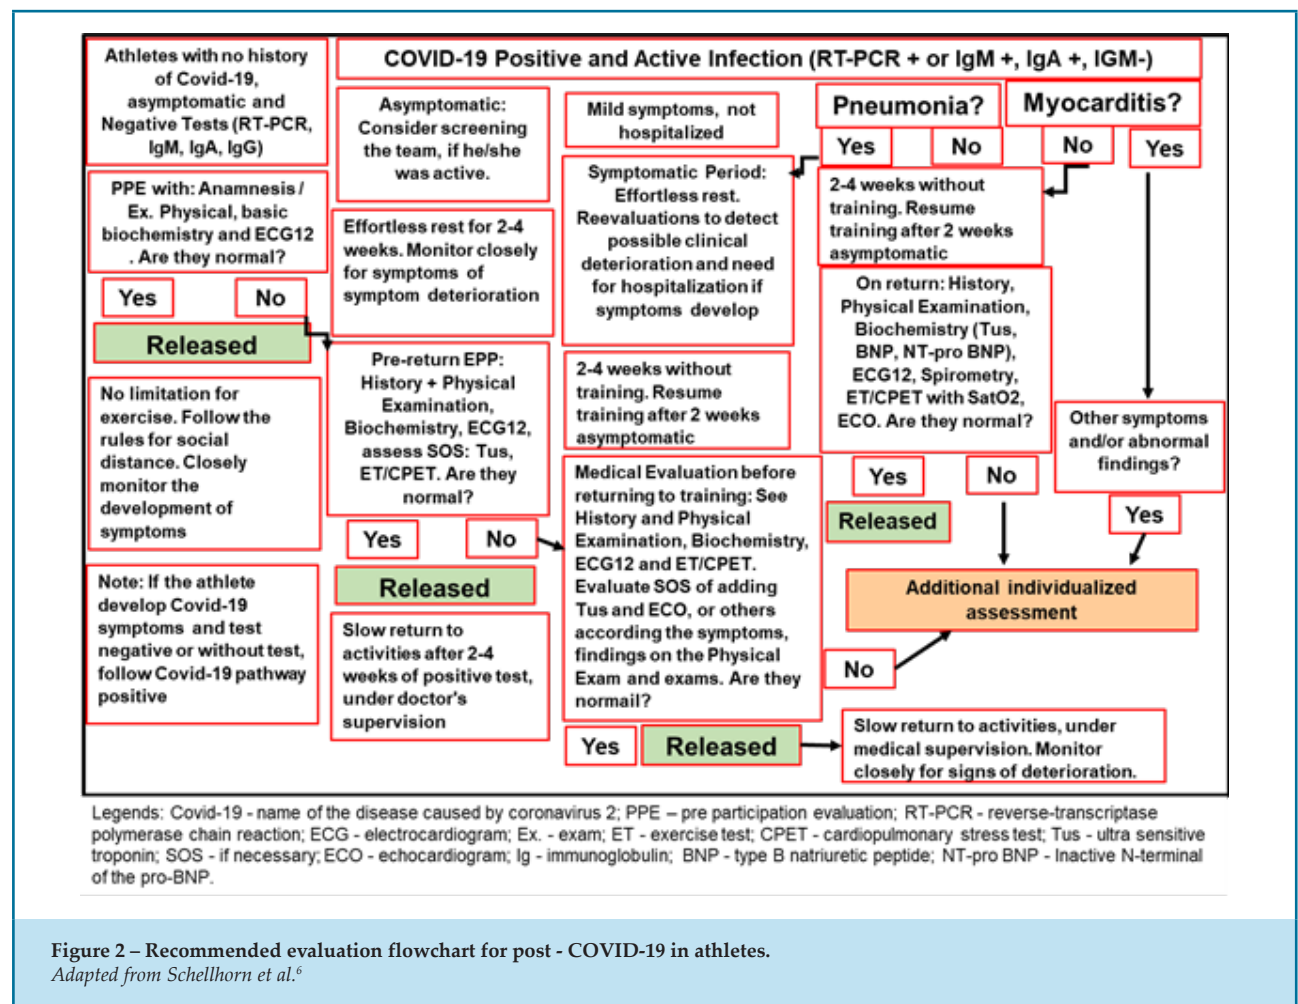 Athletes with no history
of Covid-19,
asymptomatic and
Negative Tests (RT-PCR,
IgM, IgA, IgG)
PPE with: Anamnesis /
Ex. Physical, basic
biochemistry and ECG12
. Are they normal?
Yes
No
Released
No limitation for
exercise. Follow the
rules for social
distance. Closely
monitor the
development of
symptoms
Note: If the athlete
develop Covid-19
symptoms and test
negative or without test,
follow Covid-19 pathway
positive
COVID-19 Positive and Active Infection (RT-PCR + or IgM +, IgA +, IGM-)
Asymptomatic:
Consider screening
the team, if he/she
was active.
Effortless rest for 2-4
weeks. Monitor closely
for symptoms of
symptom deterioration
Pre-return EPP:
History + Physical
Examination,
Biochemistry, ECG12,
assess SOS: Tus,
ET/CPET. Are they
normal?
Yes
No
Released
Slow return to
activities after 2-4
weeks of positive test,
under doctor's
supervision
Mild symptoms, not
hospitalized
Symptomatic Period:
Effortless rest.
Reevaluations to detect
possible clinical
deterioration and need
for hospitalization if
symptoms develop
2-4 weeks without
training. Resume
training after 2 weeks
asymptomatic
Medical Evaluation before
returning to training: See
History and Physical
Examination, Biochemistry,
ECG12 and ET/CPET.
Evaluate SOS of adding
Tus and ECO, or others
according the symptoms,
findings on the Physical
Exam and exams. Are they
normail?
Yes
Released
No
Slow return to activities, under
medical supervision. Monitor
closely for signs of deterioration.
Pneumonia?
Yes
No
Myocarditis?
No
Yes
2-4 weeks without
training. Resume
training after 2 weeks
asymptomatic
On return: History,
Physical Examination,
Biochemistry (Tus,
BNP, NT-pro BNP),
ECG12, Spirometry,
ET/CPET with SatO2,
ECO. Are they normal?
Yes
No
Released
Other symptoms
and/or abnormal
findings?
Yes
Additional individualized
assessment
Legends: Covid-19 - name of the disease caused by coronavirus 2; PPE – pre participation evaluation; RT-PCR - reverse-transcriptase
polymerase chain reaction; ECG - electrocardiogram; Ex. - exam; ET - exercise test; CPET - cardiopulmonary stress test; Tus - ultra sensitive
troponin; SOS - if necessary; ECO - echocardiogram; Ig - immunoglobulin; BNP - type B natriuretic peptide; NT-pro BNP - Inactive N-terminal
of the pro-BNP.
Figure 2 – Recommended evaluation flowchart for post - COVID-19 in athletes.
Adapted from Schellhorn et al.6